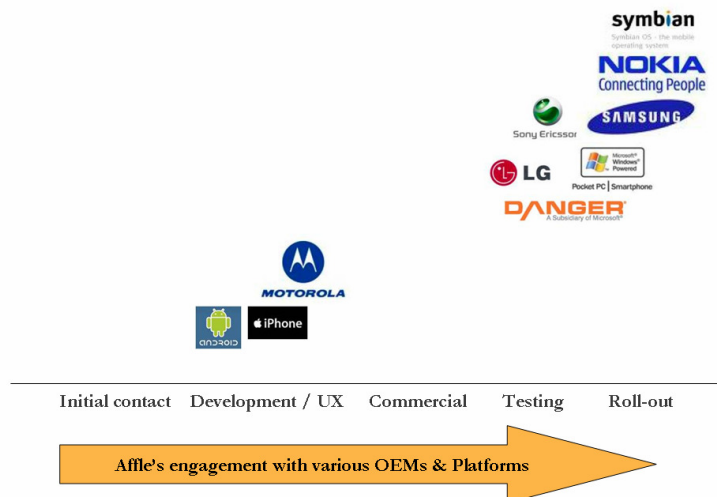 symbian
Symbian OS - the mobile
operating system
NOKIA
Connecting People
SAMSUNG
Sony Ericsson
LG
Microsoft®
Windows®
Powered
Pocket PC | Smartphone
DANGER®
A Subsidiary of Microsoft®
MOTOROLA
ANDROID
iPhone
Initial contact Development / UX Commercial Testing Roll-out
Affle's engagement with various OEMs & Platforms